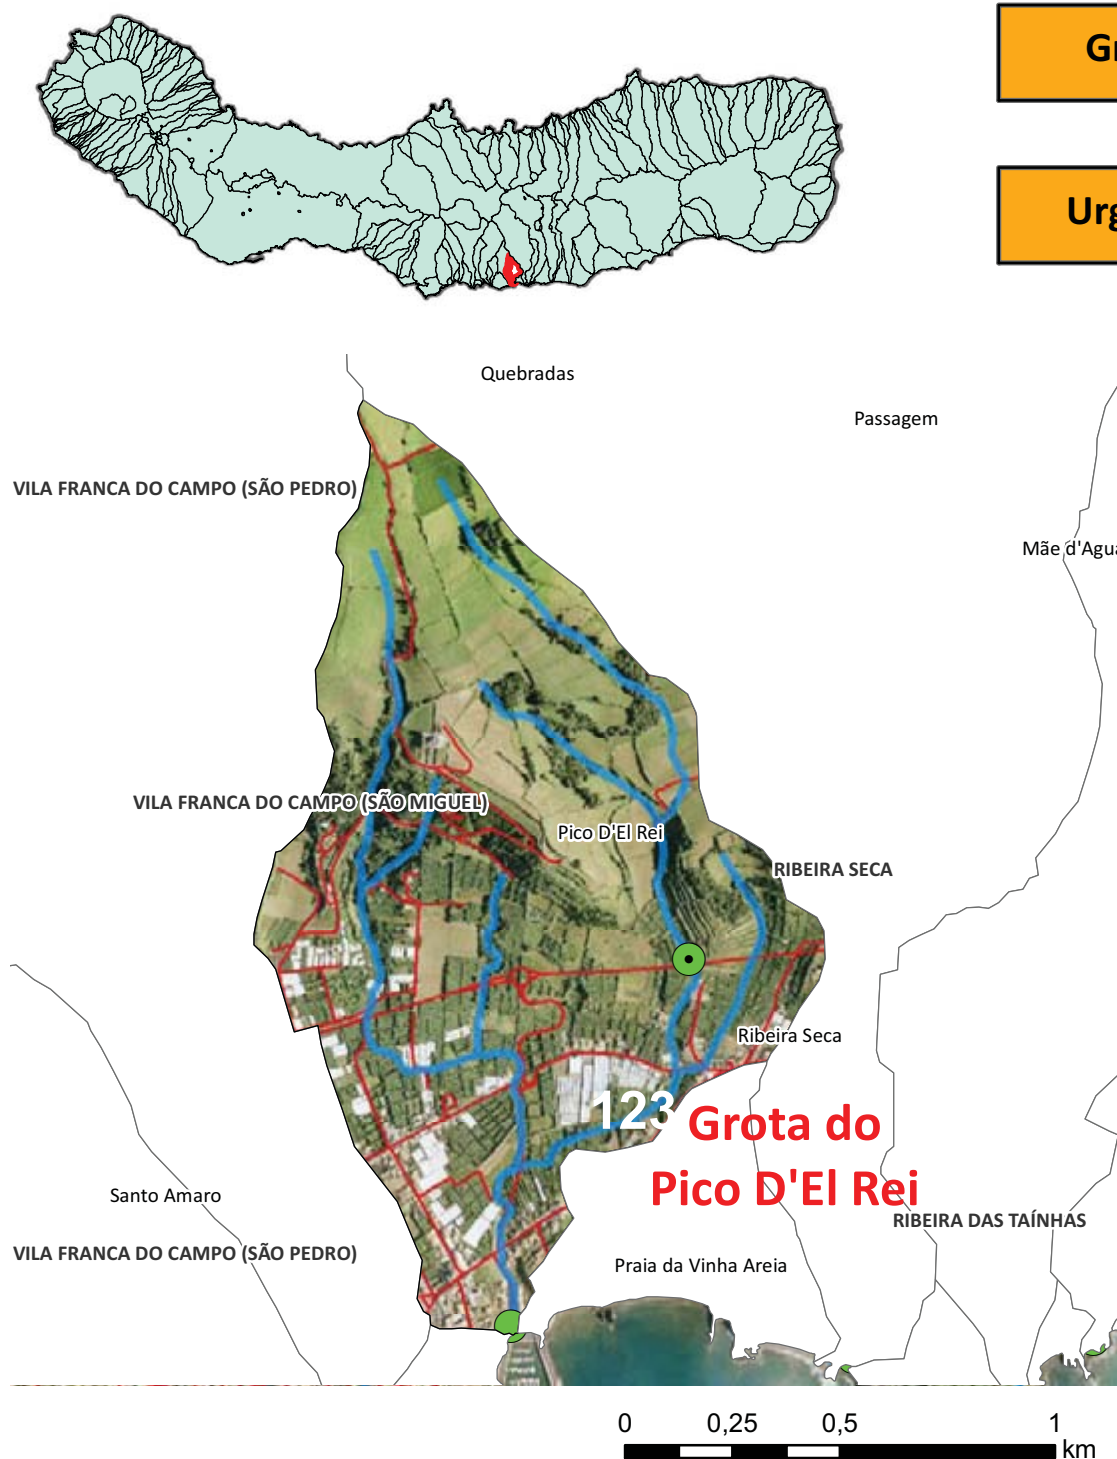 Gr
Urg
Quebradas
Passagem
VILA FRANCA DO CAMPO (SÃO PEDRO)
Mãe d'Agua
VILA FRANCA DO CAMPO (SÃO MIGUEL)
Pico D'El Rei
RIBEIRA SECA
Ribeira Seca
123
Grota do
Pico D'El Rei
Santo Amaro
RIBEIRA DAS TAÍNHAS
VILA FRANCA DO CAMPO (SÃO PEDRO)
Praia da Vinha Areia
0 0,25 0,5 1
km